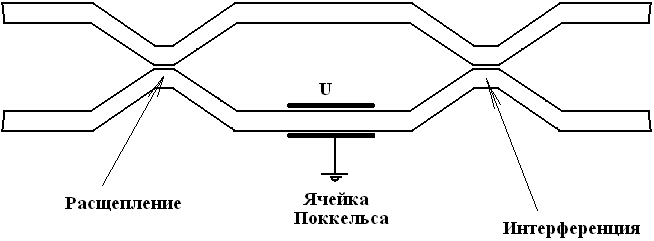 U
Расщепление
Ячейка
Поккельса
Интерференция